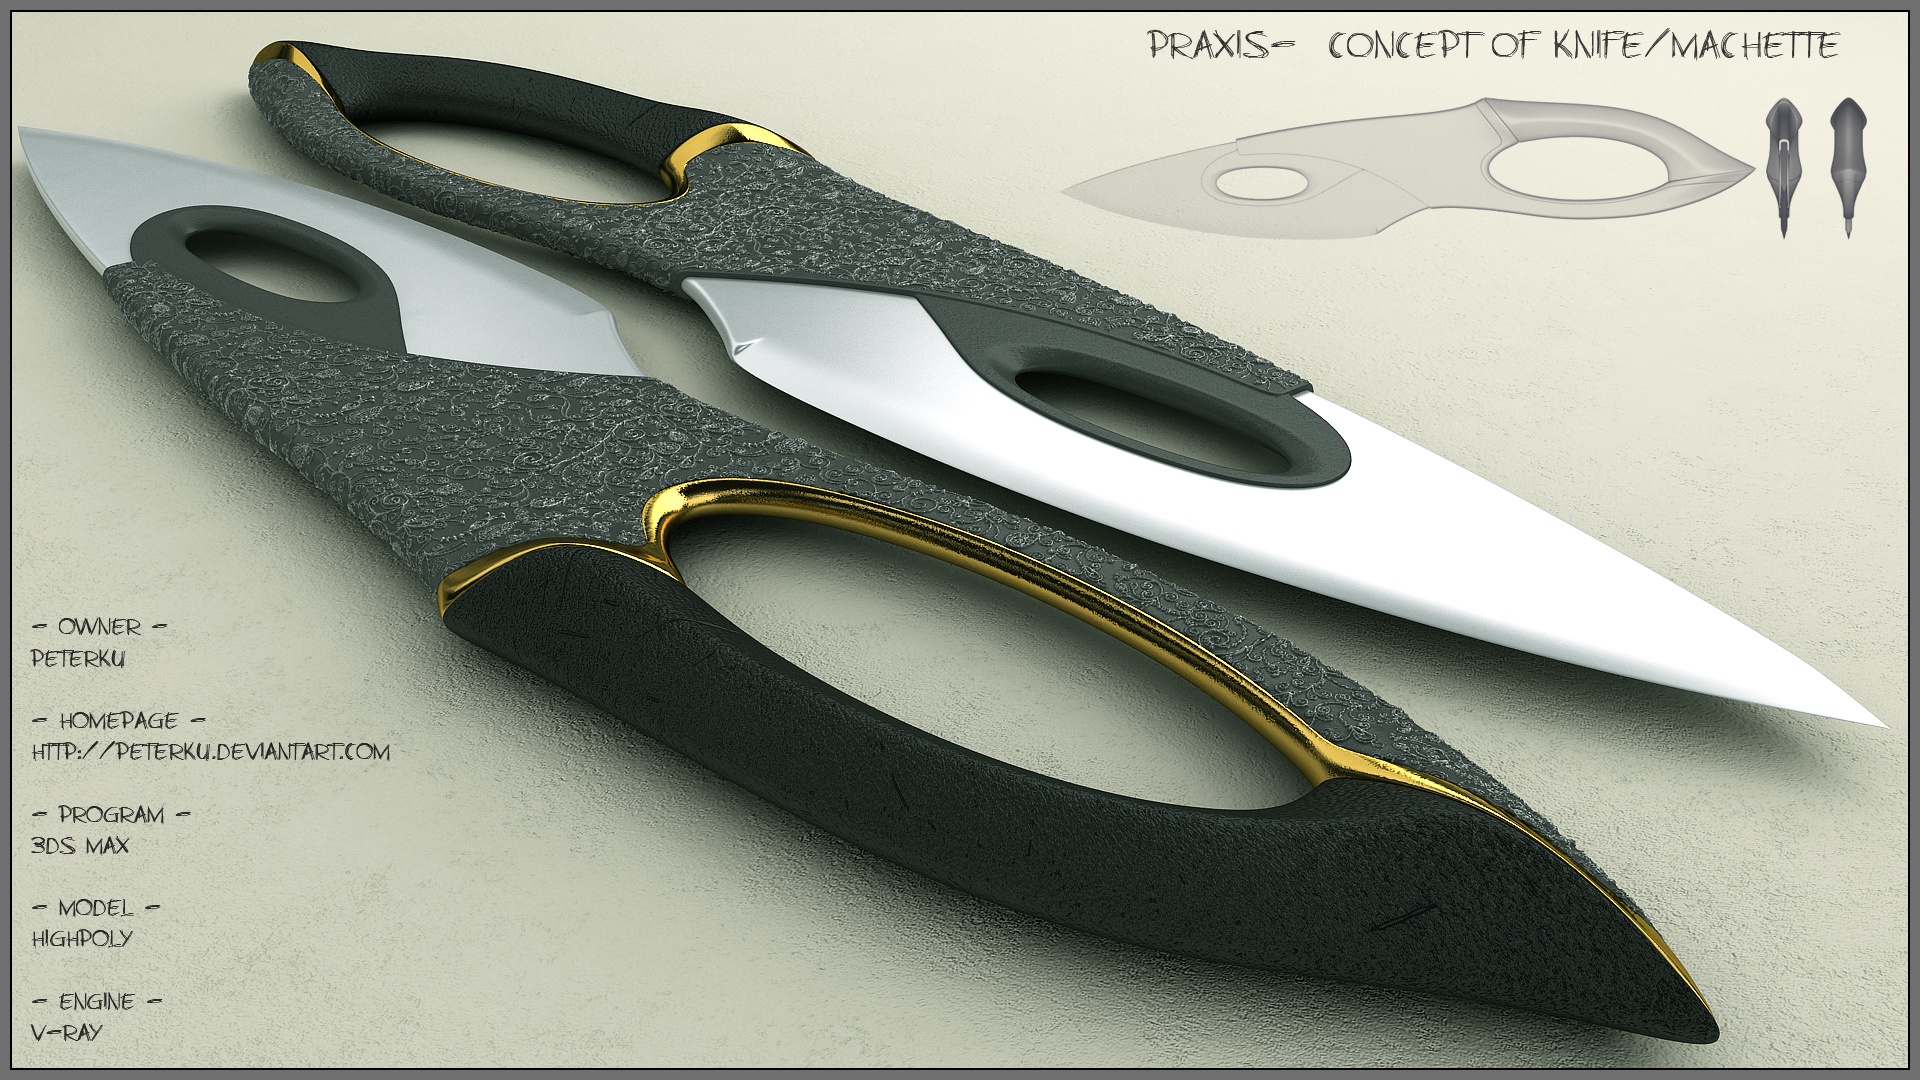 PRAXIS- CONCEPT OF KNIFE/MACHETTE
- OWNER -
PETERKU
- HOMEPAGE -
HTTP://PETERKU.DEVIANTART.COM
- PROGRAM -
3DS MAX
- MODEL -
HIGHPOLY
- ENGINE -
V-RAY